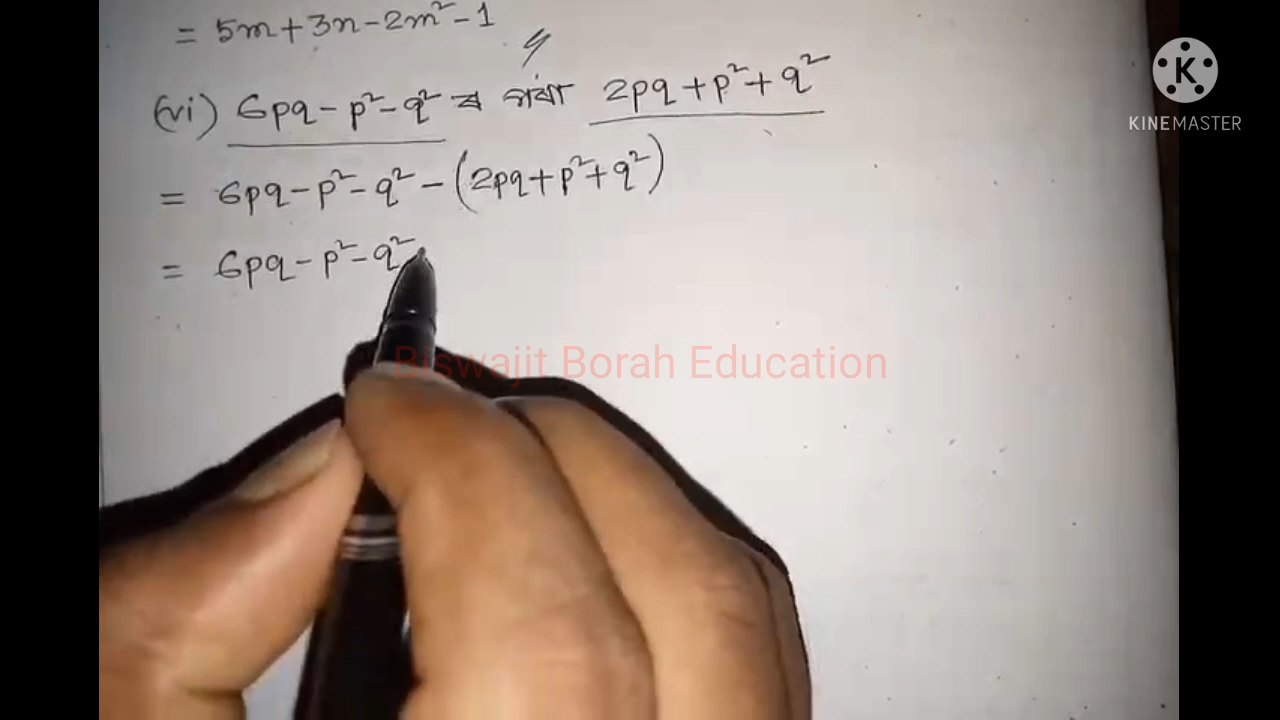 = 5m+3n-2m²-1
(vi) 6pq-p²-q² ৰ পৰা 2pq+p²+q²
= 6pq-p²-q²-(2pq+p²+q²)
= 6pq-p²-q²
K
KINEMASTER
Biswajit Borah Education